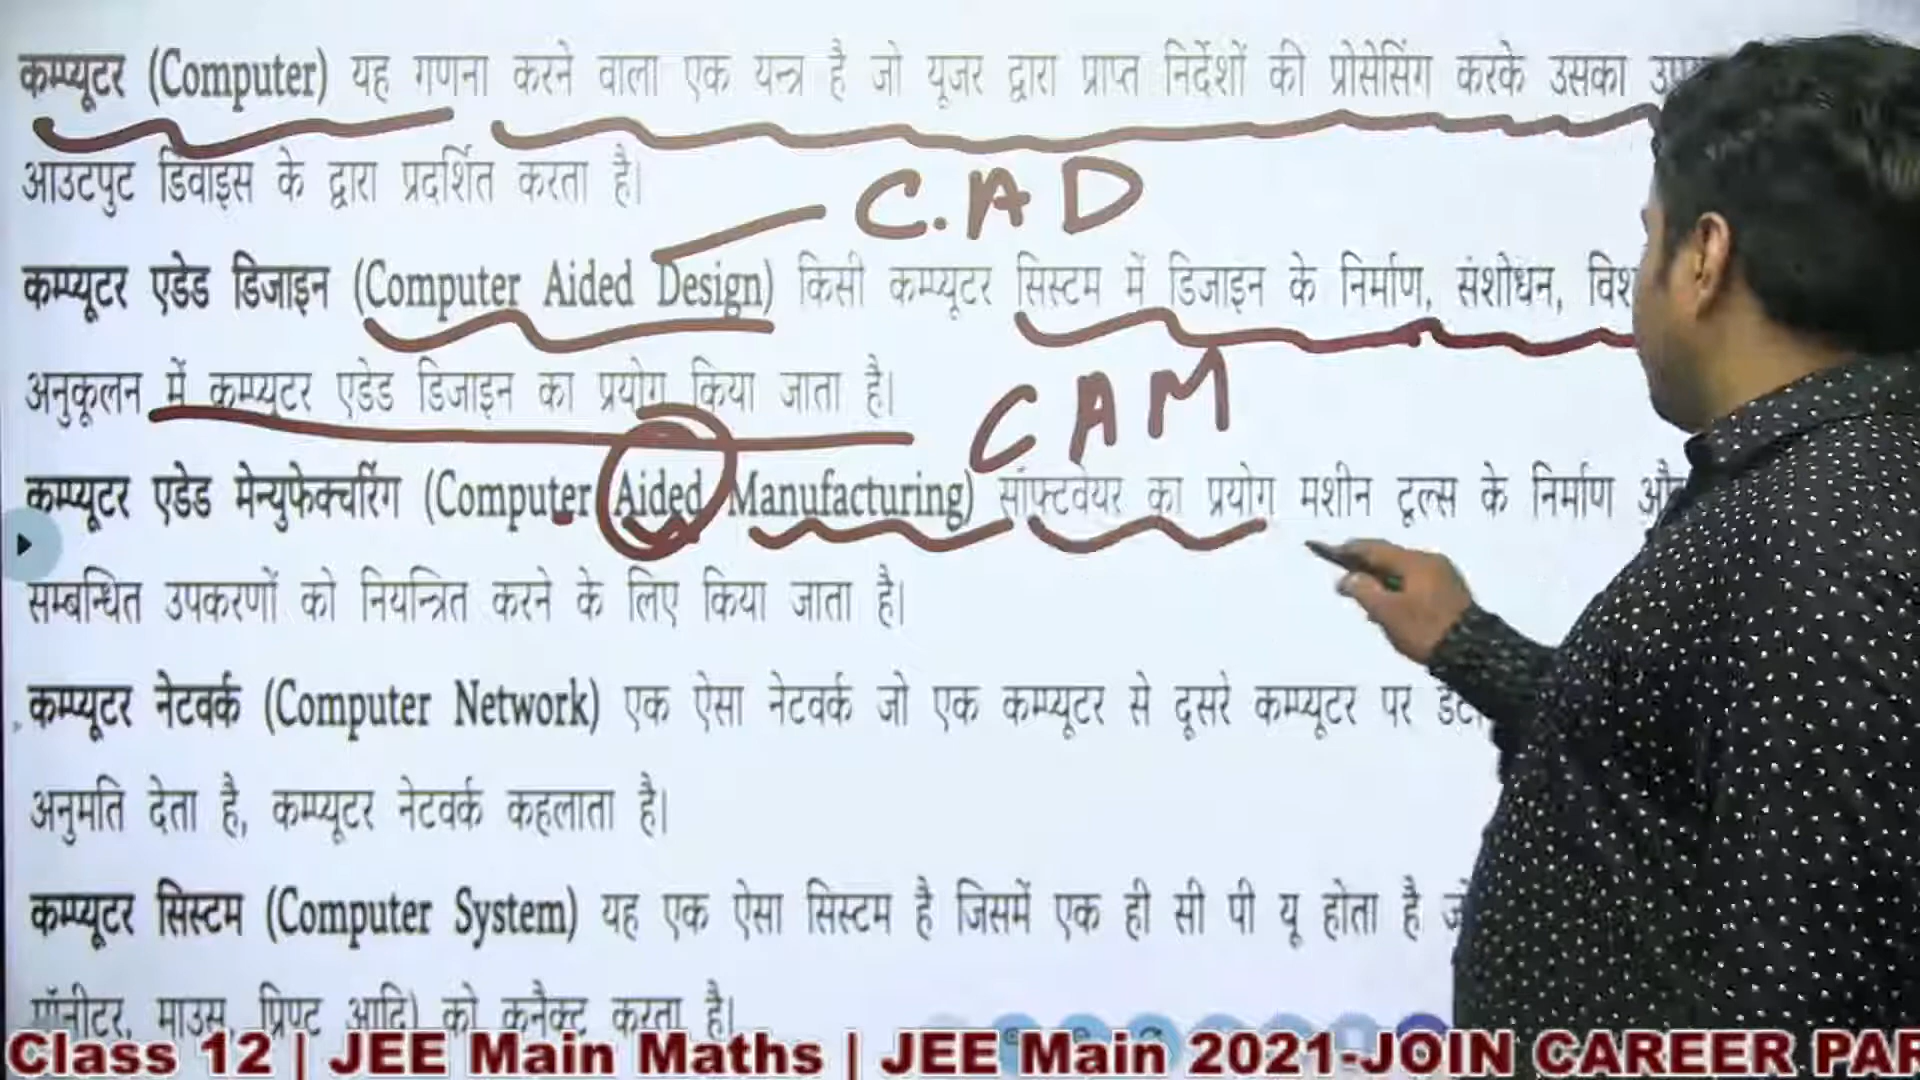 कम्प्यूटर (Computer) यह गणना करने वाला एक यन्त्र है जो यूजर द्वारा प्राप्त निर्देशों की प्रोसेसिंग करके उसका
आउटपुट डिवाइस के द्वारा प्रदर्शित करता है।
C.AD
कम्प्यूटर एडेड डिजाइन (Computer Aided Design) किसी कम्प्यूटर सिस्टम में डिजाइन के निर्माण, संशोधन,
अनुकूलन में कम्प्यूटर एडेड डिजाइन का प्रयोग किया जाता है।
CAM
कम्प्यूटर एडेड मेन्युफेक्चरिंग (Computer Aided Manufacturing) सॉफ्टवेयर का प्रयोग मशीन टूल्स के निर्माण
सम्बन्धित उपकरणों को नियन्त्रित करने के लिए किया जाता है।
कम्प्यूटर नेटवर्क (Computer Network) एक ऐसा नेटवर्क जो एक कम्प्यूटर से दूसरे कम्प्यूटर पर
अनुमति देता है, कम्प्यूटर नेटवर्क कहलाता है।
कम्प्यूटर सिस्टम (Computer System) यह एक ऐसा सिस्टम है जिसमें एक ही सी पी यू होता है
मॉनीटर, माउस, प्रिण्ट आदि) को कनैक्ट करता है।
Class 12 | JEE Main Maths | JEE Main 2021-JOIN CAREER